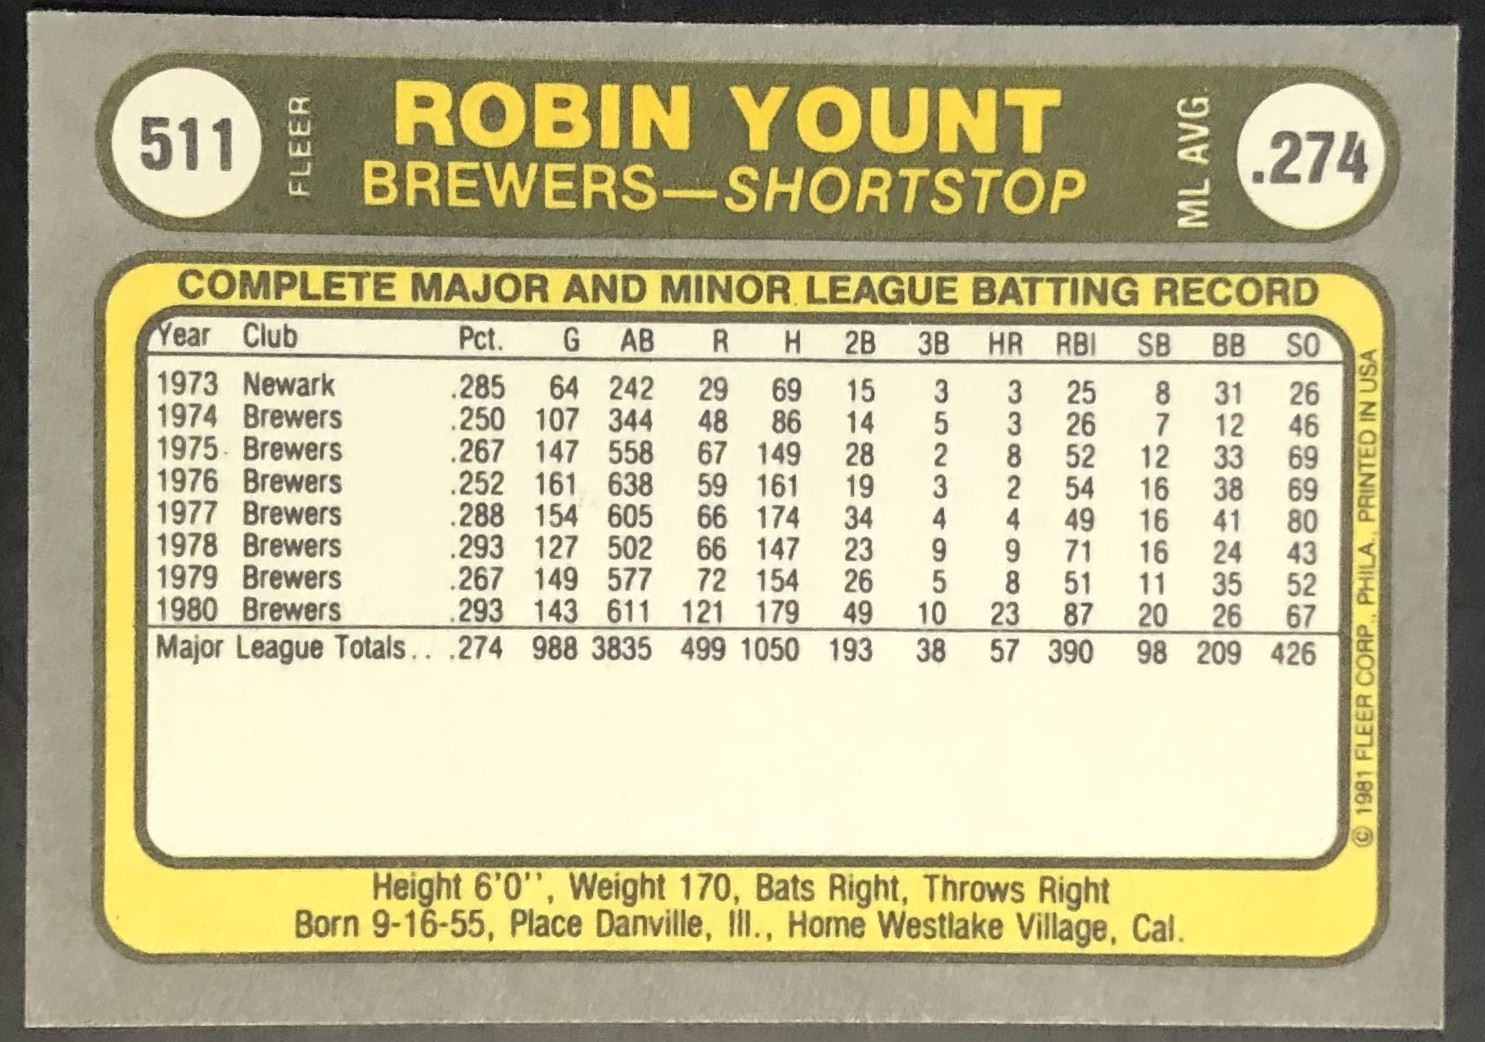 511 FLEER ROBIN YOUNT ML AVG. .274
BREWERS—SHORTSTOP
COMPLETE MAJOR AND MINOR LEAGUE BATTING RECORD
Year Club Pct. G AB R H 2B 3B HR RBI SB BB SO
1973 Newark .285 64 242 29 69 15 3 3 25 8 31 26
1974 Brewers .250 107 344 48 86 14 5 3 26 7 12 46
1975 Brewers .267 147 558 67 149 28 2 8 52 12 33 69
1976 Brewers .252 161 638 59 161 19 3 2 54 16 38 69
1977 Brewers .288 154 605 66 174 34 4 4 49 16 41 80
1978 Brewers .293 127 502 66 147 23 9 9 71 16 24 43
1979 Brewers .267 149 577 72 154 26 5 8 51 11 35 52
1980 Brewers .293 143 611 121 179 49 10 23 87 20 26 67
Major League Totals.. .274 988 3835 499 1050 193 38 57 390 98 209 426
© 1981 FLEER CORP., PHILA., PRINTED IN USA
Height 6'0'', Weight 170, Bats Right, Throws Right
Born 9-16-55, Place Danville, Ill., Home Westlake Village, Cal.